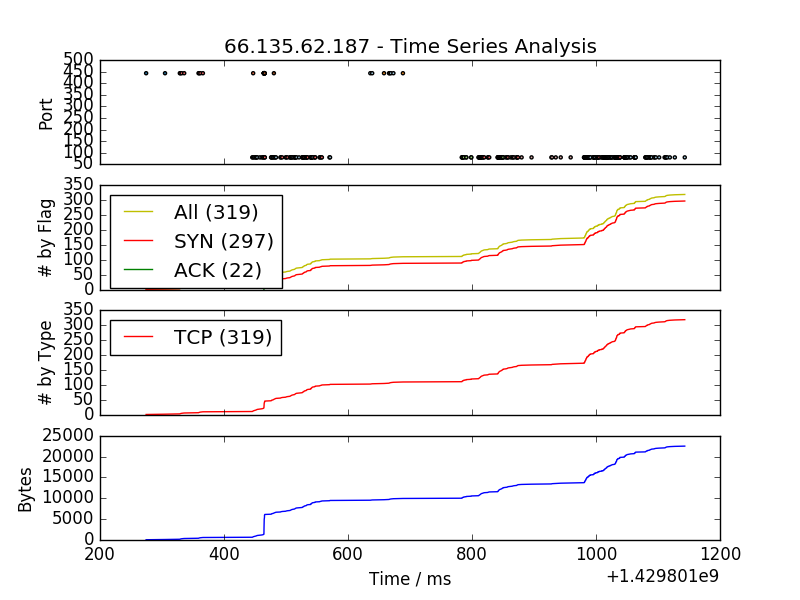 66.135.62.187 - Time Series Analysis
500
450
400
350
300
250
200
150
100
50
Port
350
300
250
200
150
100
50
0
# by Flag
All (319)
SYN (297)
ACK (22)
350
300
250
200
150
100
50
0
# by Type
TCP (319)
25000
20000
15000
10000
5000
0
Bytes
200 400 600 800 1000 1200
Time / ms
+1.429801e9